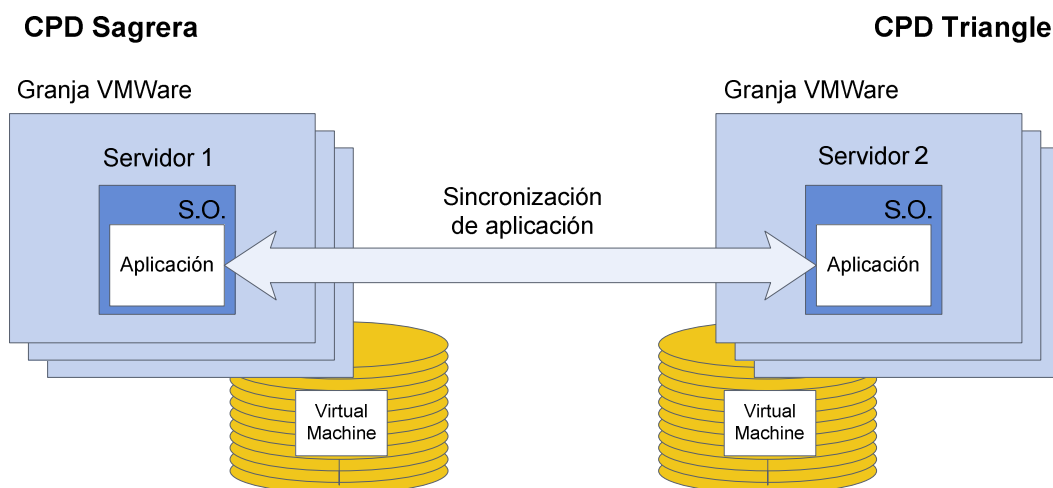 CPD Sagrera
CPD Triangle
Granja VMWare
Granja VMWare
Servidor 1
Servidor 2
S.O.
S.O.
Sincronización
de aplicación
Aplicación
Aplicación
Virtual
Machine
Virtual
Machine